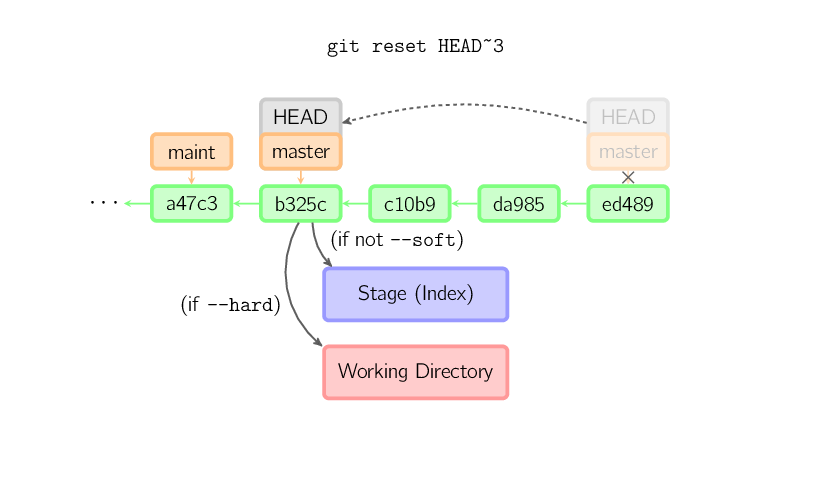 git reset HEAD~3
HEAD HEAD
maint master master
... a47c3 b325c c10b9 da985 ed489
(if not --soft)
Stage (Index)
(if --hard)
Working Directory